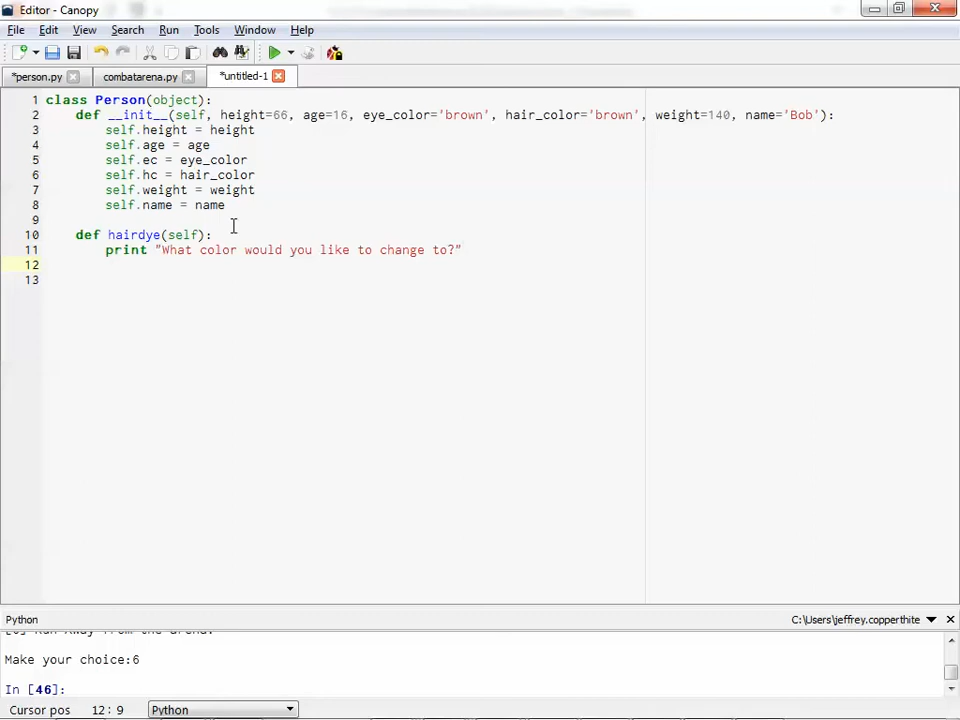 Editor - Canopy
File Edit View Search Run Tools Window Help
*person.py combatarena.py *untitled-1
1 class Person(object):
2     def __init__(self, height=66, age=16, eye_color='brown', hair_color='brown', weight=140, name='Bob'):
3         self.height = height
4         self.age = age
5         self.ec = eye_color
6         self.hc = hair_color
7         self.weight = weight
8         self.name = name
9
10     def hairdye(self):
11         print "What color would you like to change to?"
12
13
Python C:\Users\jeffrey.copperthite
Make your choice:6
In [46]:
Cursor pos 12: 9 Python